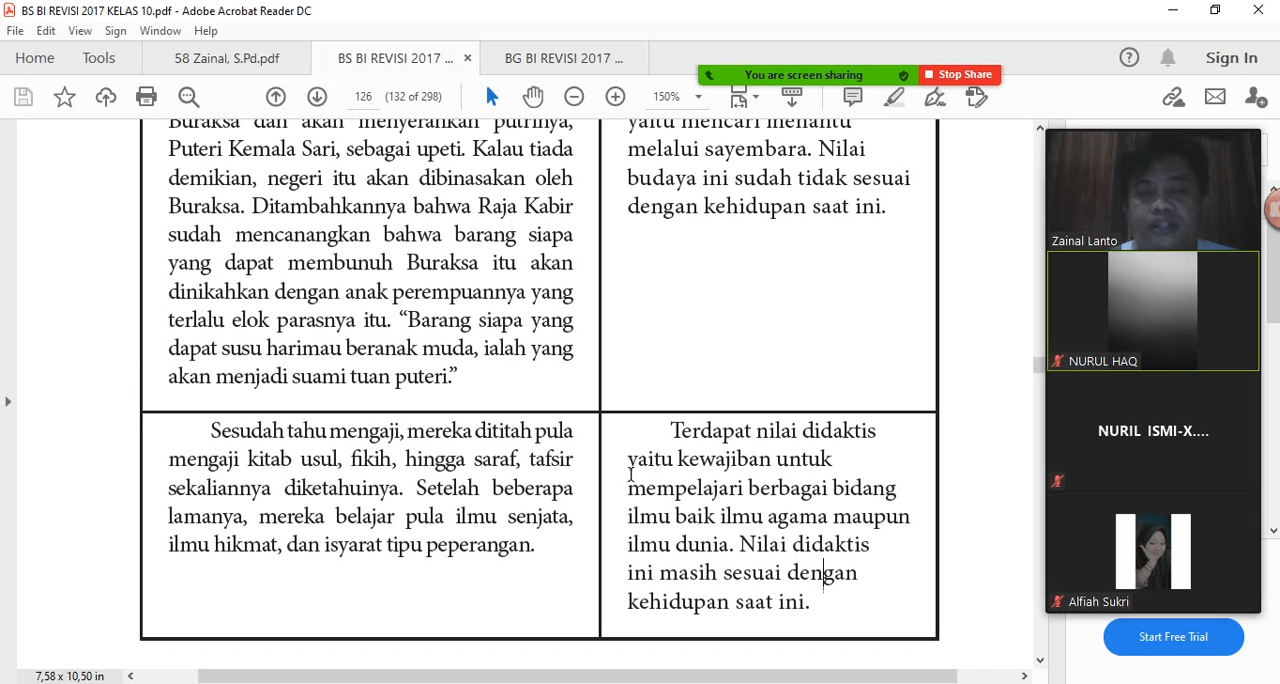 BS BI REVISI 2017 KELAS 10.pdf - Adobe Acrobat Reader DC
File Edit View Sign Window Help
Home Tools 58 Zainal, S.Pd.pdf BS BI REVISI 2017 ... × BG BI REVISI 2017 ... Sign In
You are screen sharing Stop Share
126 (132 of 298) 150%
Buraksa dan akan menyerahkan putrinya,
Puteri Kemala Sari, sebagai upeti. Kalau tiada
demikian, negeri itu akan dibinasakan oleh
Buraksa. Ditambahkannya bahwa Raja Kabir
sudah mencanangkan bahwa barang siapa
yang dapat membunuh Buraksa itu akan
dinikahkan dengan anak perempuannya yang
terlalu elok parasnya itu. “Barang siapa yang
dapat susu harimau beranak muda, ialah yang
akan menjadi suami tuan puteri.”
yaitu mencari menantu
melalui sayembara. Nilai
budaya ini sudah tidak sesuai
dengan kehidupan saat ini.
Sesudah tahu mengaji, mereka dititah pula
mengaji kitab usul, fikih, hingga saraf, tafsir
sekaliannya diketahuinya. Setelah beberapa
lamanya, mereka belajar pula ilmu senjata,
ilmu hikmat, dan isyarat tipu peperangan.
Terdapat nilai didaktis
yaitu kewajiban untuk
mempelajari berbagai bidang
ilmu baik ilmu agama maupun
ilmu dunia. Nilai didaktis
ini masih sesuai dengan
kehidupan saat ini.
Zainal Lanto
NURUL HAQ
NURIL ISMI-X....
Alfiah Sukri
Start Free Trial
7,58 x 10,50 in